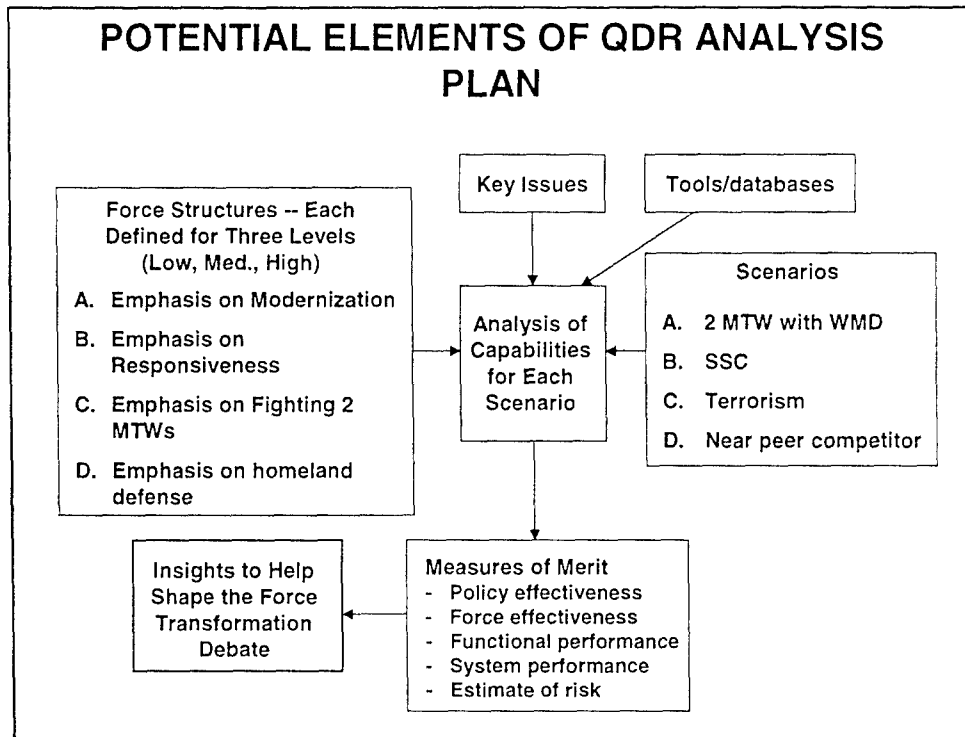 POTENTIAL ELEMENTS OF QDR ANALYSIS
PLAN
Key Issues
Tools/databases
Force Structures -- Each
Defined for Three Levels
(Low, Med., High)
A. Emphasis on Modernization
B. Emphasis on
Responsiveness
C. Emphasis on Fighting 2
MTWs
D. Emphasis on homeland
defense
Analysis of
Capabilities
for Each
Scenario
Scenarios
A. 2 MTW with WMD
B. SSC
C. Terrorism
D. Near peer competitor
Insights to Help
Shape the Force
Transformation
Debate
Measures of Merit
- Policy effectiveness
- Force effectiveness
- Functional performance
- System performance
- Estimate of risk